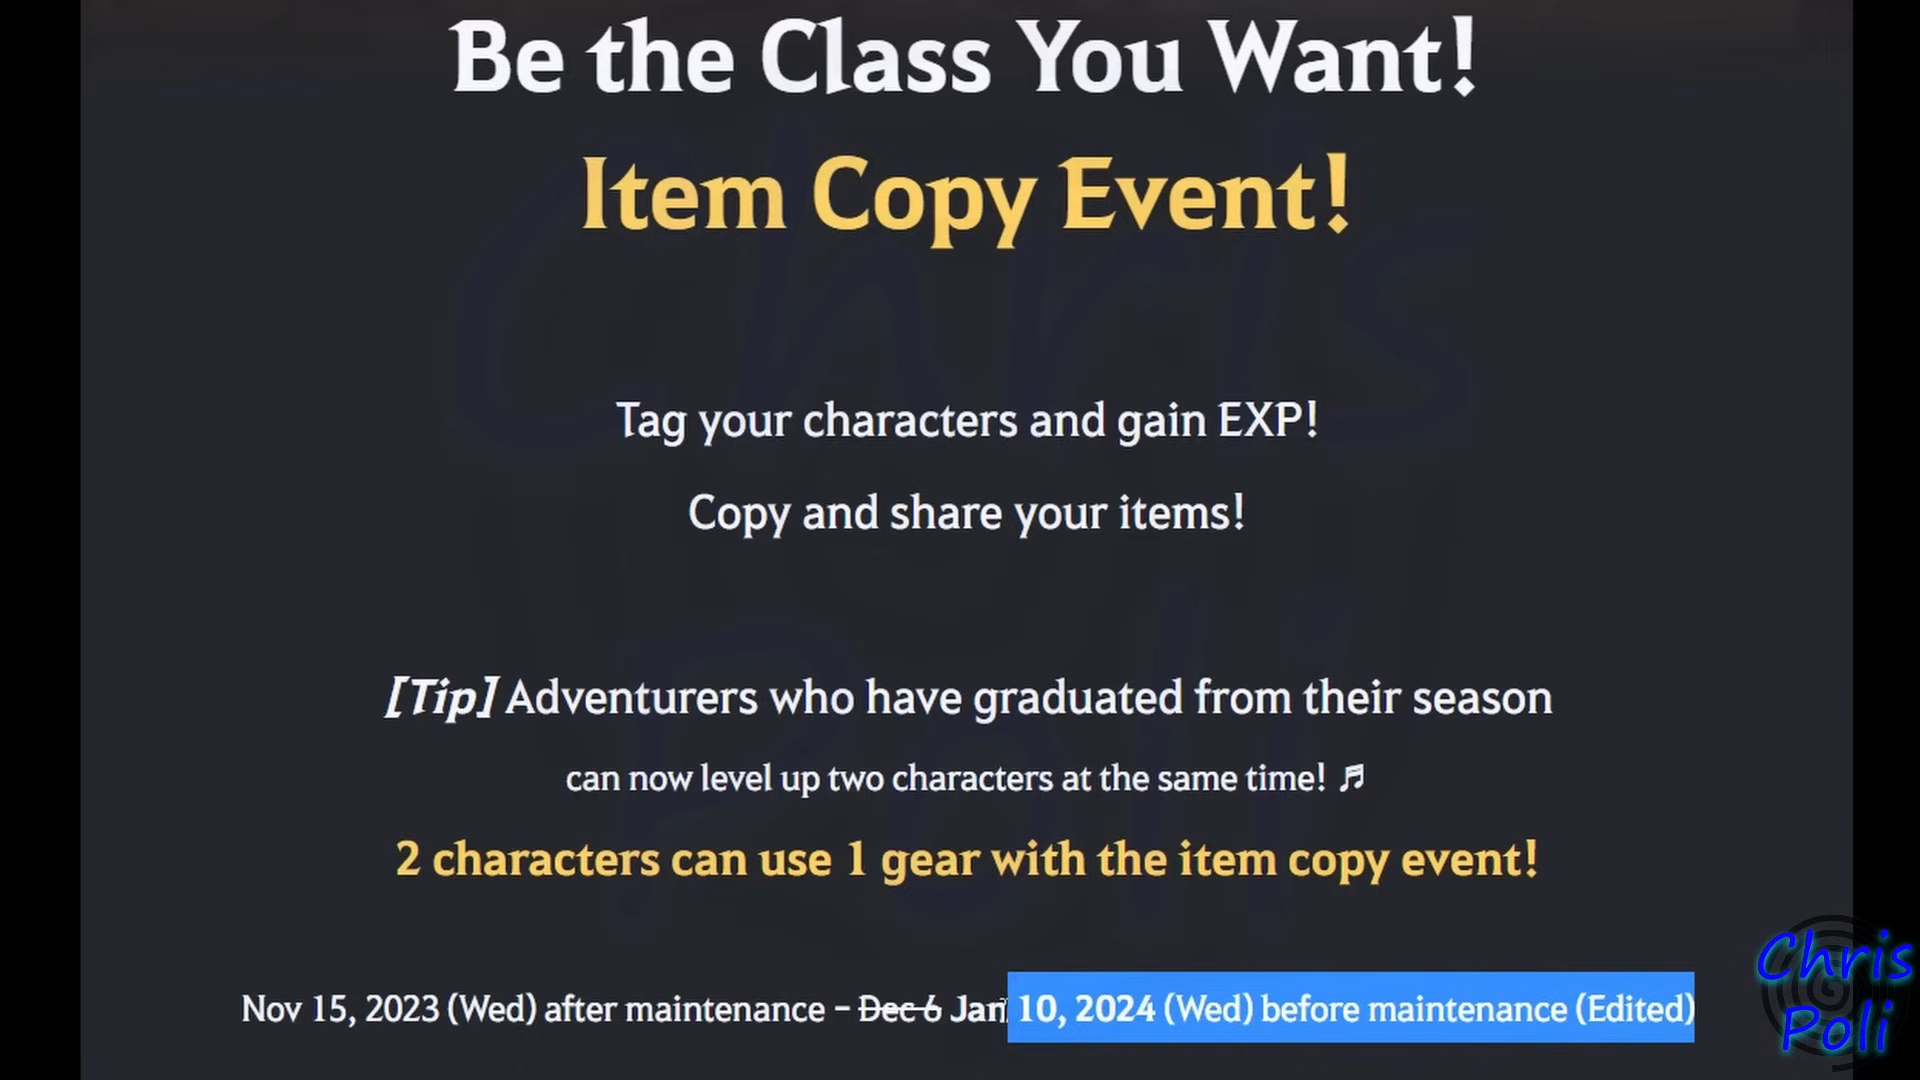 Be the Class You Want!
Item Copy Event!
Tag your characters and gain EXP!
Copy and share your items!
[Tip] Adventurers who have graduated from their season
can now level up two characters at the same time! ♬
2 characters can use 1 gear with the item copy event!
Nov 15, 2023 (Wed) after maintenance – Dec 6 Jan 10, 2024 (Wed) before maintenance (Edited)
Chris
Poli